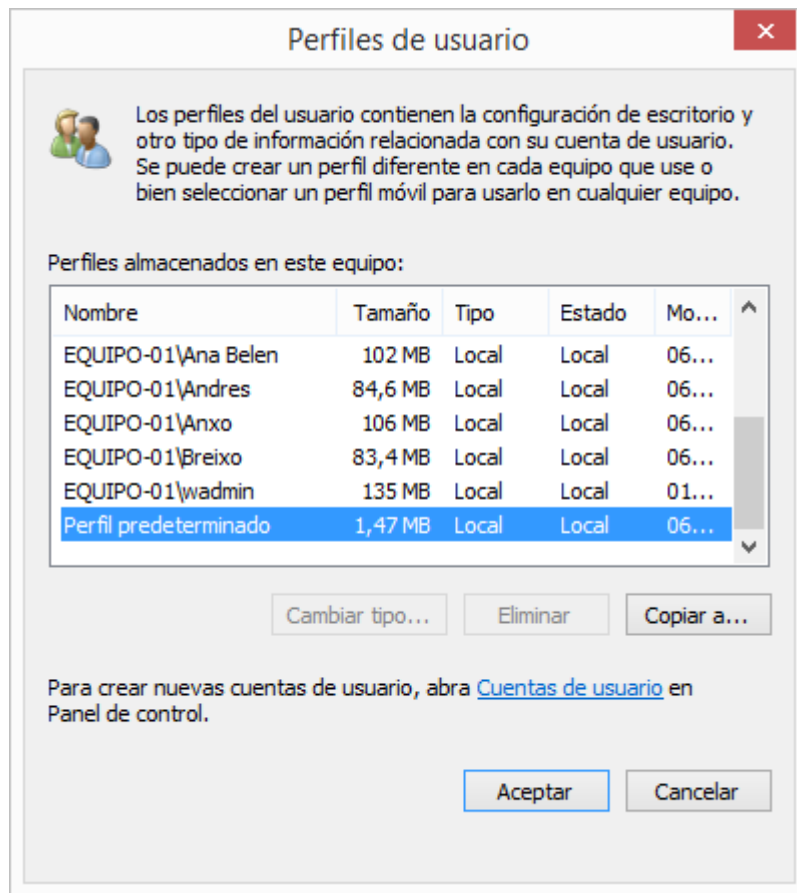 Perfiles de usuario
Los perfiles del usuario contienen la configuración de escritorio y
otro tipo de información relacionada con su cuenta de usuario.
Se puede crear un perfil diferente en cada equipo que use o
bien seleccionar un perfil móvil para usarlo en cualquier equipo.
Perfiles almacenados en este equipo:
Nombre Tamaño Tipo Estado Mo...
EQUIPO-01\Ana Belen 102 MB Local Local 06...
EQUIPO-01\Andres 84,6 MB Local Local 06...
EQUIPO-01\Anxo 106 MB Local Local 06...
EQUIPO-01\Breixo 83,4 MB Local Local 06...
EQUIPO-01\wadmin 135 MB Local Local 01...
Perfil predeterminado 1,47 MB Local Local 06...
Cambiar tipo... Eliminar Copiar a...
Para crear nuevas cuentas de usuario, abra Cuentas de usuario en
Panel de control.
Aceptar Cancelar